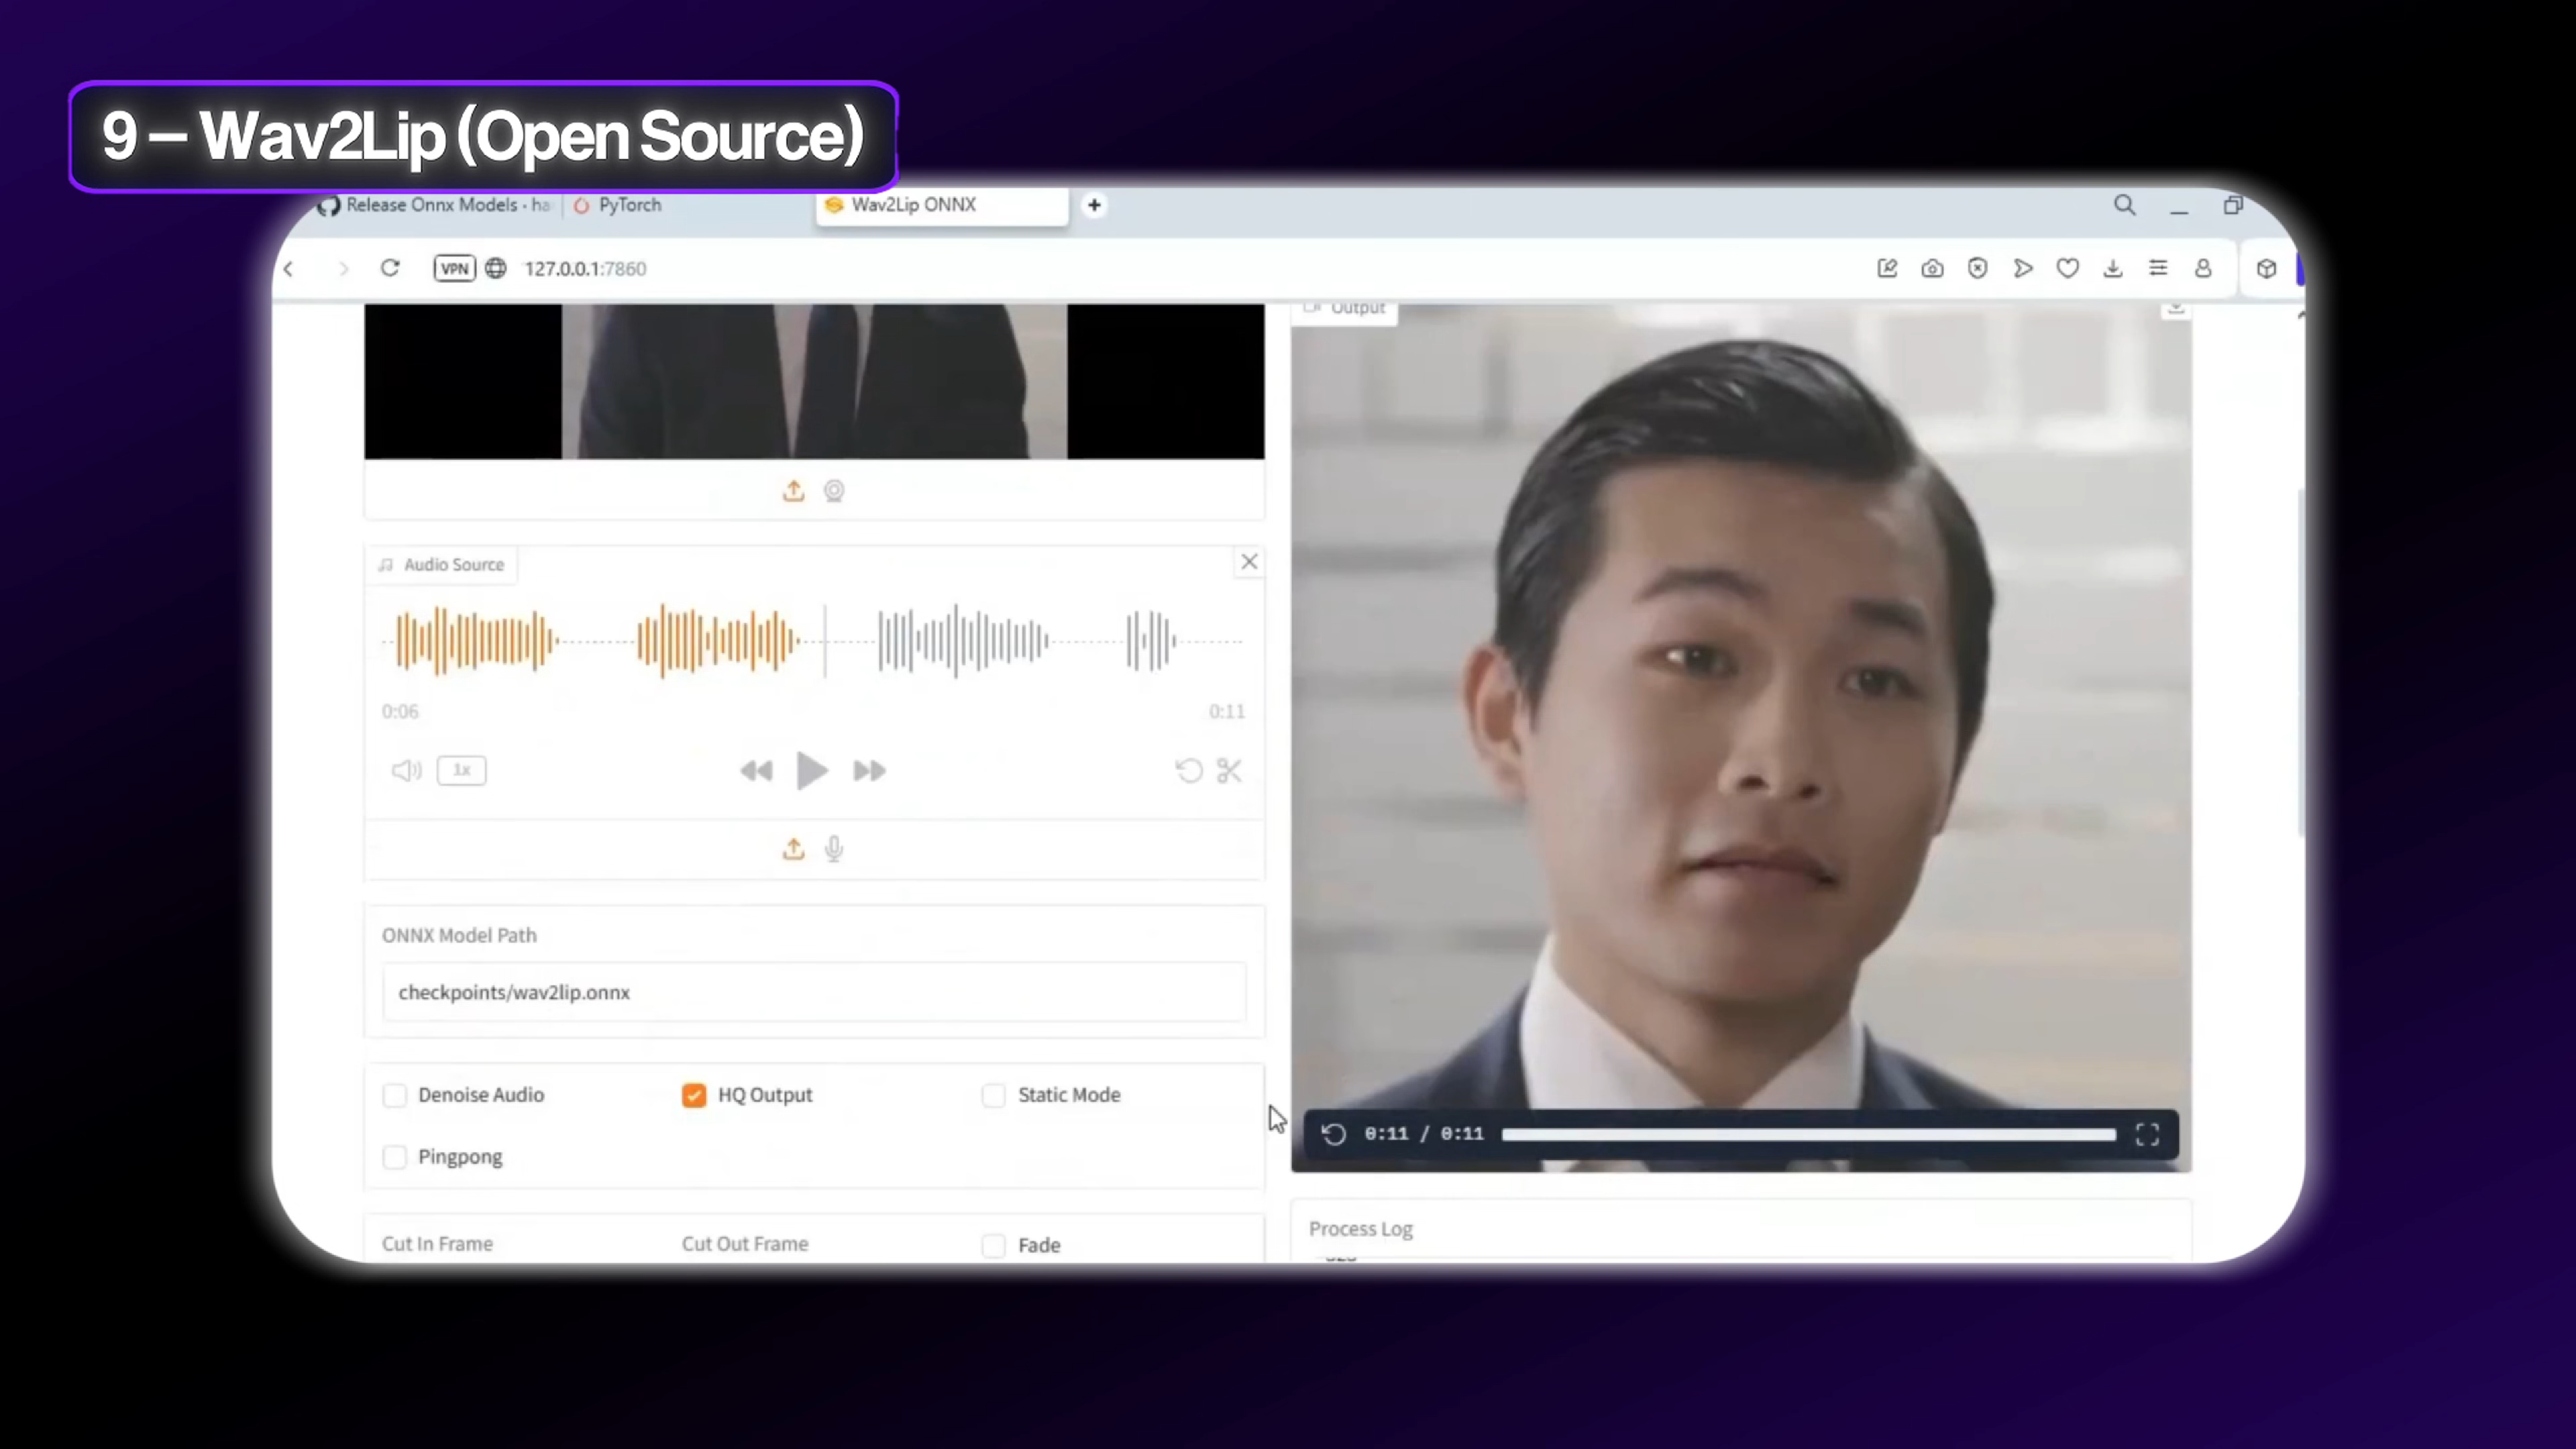 9 – Wav2Lip (Open Source)
Release Onnx Models · ha
PyTorch
Wav2Lip ONNX
VPN
127.0.0.1:7860
Output
Audio Source
0:06
0:11
1x
ONNX Model Path
checkpoints/wav2lip.onnx
Denoise Audio
HQ Output
Static Mode
Pingpong
0:11 / 0:11
Cut In Frame
Cut Out Frame
Fade
Process Log